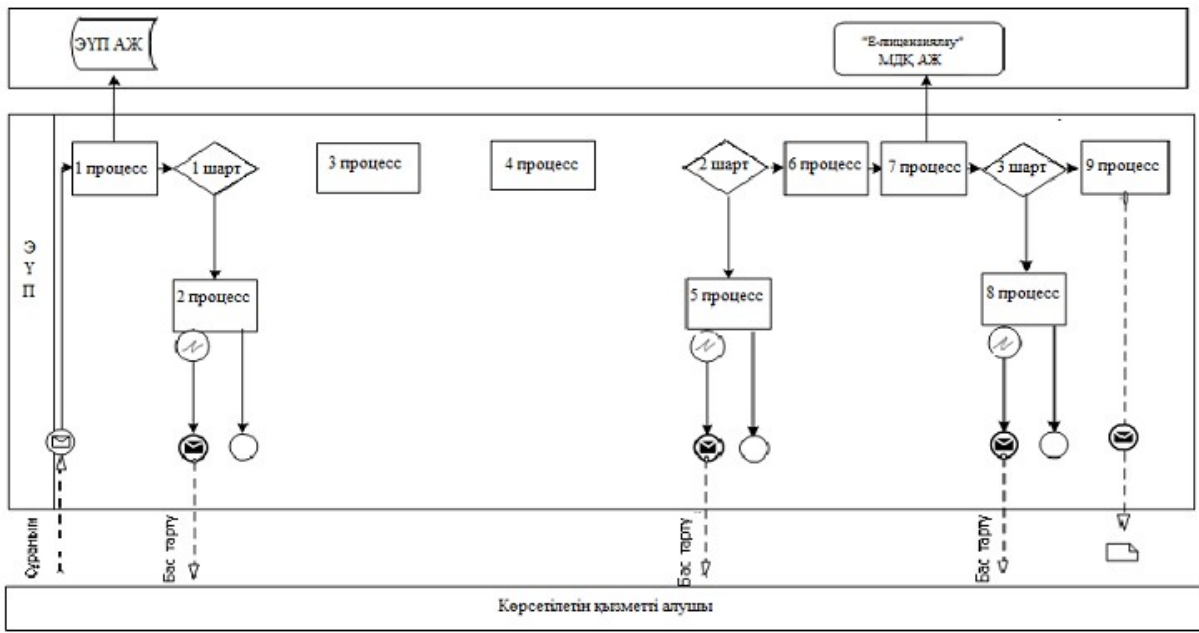 ЭҮП АЖ
"Е-лицензиялау"
МДҚ АЖ
1 процесс
1 шарт
3 процесс
4 процесс
2 шарт
6 процесс
7 процесс
3 шарт
9 процесс
Э
Ү
П
2 процесс
5 процесс
8 процесс
Сұраныи
Бас тарту
Бас тарту
Бас тарту
Көрсетілетін қызметті алушы